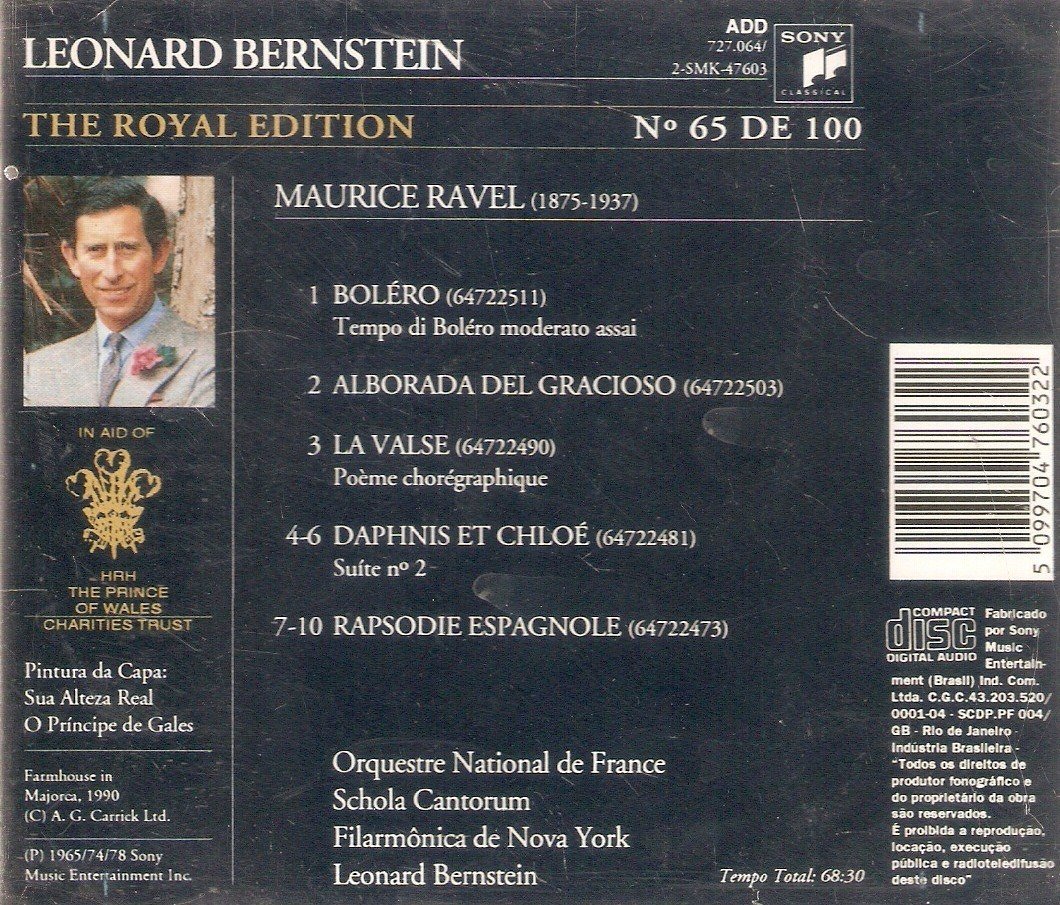 LEONARD BERNSTEIN
ADD
727.064/
2-SMK-47603
SONY
CLASSICAL
THE ROYAL EDITION
Nº 65 DE 100
MAURICE RAVEL (1875-1937)
1 BOLÉRO (64722511)
Tempo di Boléro moderato assai
2 ALBORADA DEL GRACIOSO (64722503)
3 LA VALSE (64722490)
Poème chorégraphique
4-6 DAPHNIS ET CHLOÉ (64722481)
Suíte nº 2
7-10 RAPSODIE ESPAGNOLE (64722473)
Orquestre National de France
Schola Cantorum
Filarmônica de Nova York
Leonard Bernstein
Tempo Total: 68:30
IN AID OF
HRH
THE PRINCE
OF WALES
CHARITIES TRUST
Pintura da Capa:
Sua Alteza Real
O Príncipe de Gales
Farmhouse in
Majorca, 1990
(C) A. G. Carrick Ltd.
(P) 1965/74/78 Sony
Music Entertainment Inc.
5 099704 760322
COMPACT
disc
DIGITAL AUDIO
Fabricado
por Sony
Music
Entertain-
ment (Brasil) Ind. Com.
Ltda. C.G.C.43.203.520/
0001-04 - SCDP.PF 004/
GB - Rio de Janeiro -
Indústria Brasileira -
"Todos os direitos de
produtor fonográfico e
do proprietário da obra
são reservados.
É proibida a reprodução,
locação, execução
pública e radioteledifusão
deste disco"